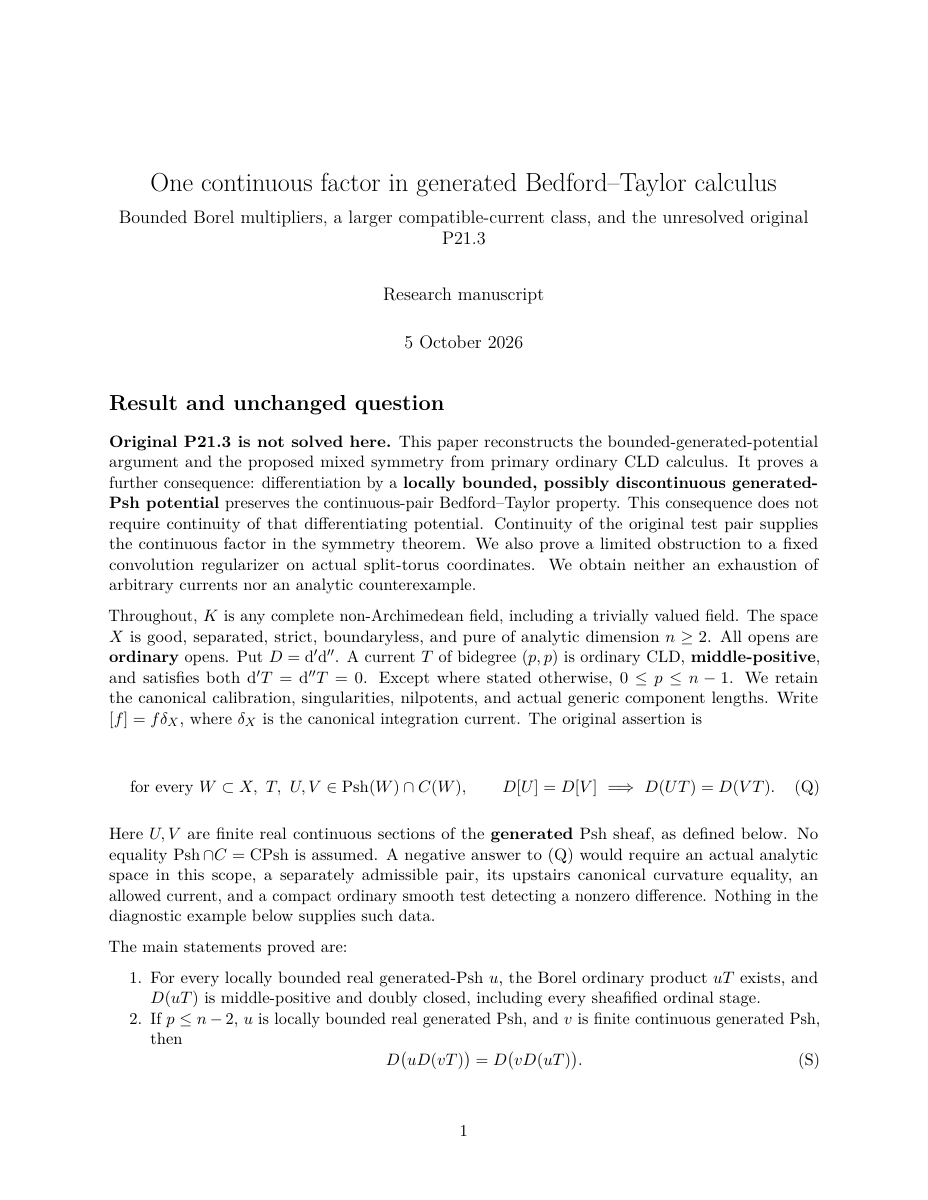 One continuous factor in generated Bedford–Taylor calculus
Bounded Borel multipliers, a larger compatible-current class, and the unresolved original
P21.3
Research manuscript
5 October 2026
Result and unchanged question
Original P21.3 is not solved here. This paper reconstructs the bounded-generated-potential
argument and the proposed mixed symmetry from primary ordinary CLD calculus. It proves a
further consequence: differentiation by a locally bounded, possibly discontinuous generated-
Psh potential preserves the continuous-pair Bedford–Taylor property. This consequence does not
require continuity of that differentiating potential. Continuity of the original test pair supplies
the continuous factor in the symmetry theorem. We also prove a limited obstruction to a fixed
convolution regularizer on actual split-torus coordinates. We obtain neither an exhaustion of
arbitrary currents nor an analytic counterexample.
Throughout, K is any complete non-Archimedean field, including a trivially valued field. The space
X is good, separated, strict, boundaryless, and pure of analytic dimension n ≥ 2. All opens are
ordinary opens. Put D = d′d″. A current T of bidegree (p, p) is ordinary CLD, middle-positive,
and satisfies both d′T = d″T = 0. Except where stated otherwise, 0 ≤ p ≤ n − 1. We retain
the canonical calibration, singularities, nilpotents, and actual generic component lengths. Write
[f] = fδ_X, where δ_X is the canonical integration current. The original assertion is
for every W ⊂ X, T, U, V ∈ Psh(W) ∩ C(W), D[U] = D[V] ⟹ D(UT) = D(VT). (Q)
Here U, V are finite real continuous sections of the generated Psh sheaf, as defined below. No
equality Psh ∩C = CPsh is assumed. A negative answer to (Q) would require an actual analytic
space in this scope, a separately admissible pair, its upstairs canonical curvature equality, an
allowed current, and a compact ordinary smooth test detecting a nonzero difference. Nothing in the
diagnostic example below supplies such data.
The main statements proved are:
1. For every locally bounded real generated-Psh u, the Borel ordinary product uT exists, and
D(uT) is middle-positive and doubly closed, including every sheafified ordinal stage.
2. If p ≤ n − 2, u is locally bounded real generated Psh, and v is finite continuous generated Psh,
then
D(uD(vT)) = D(vD(uT)). (S)
1